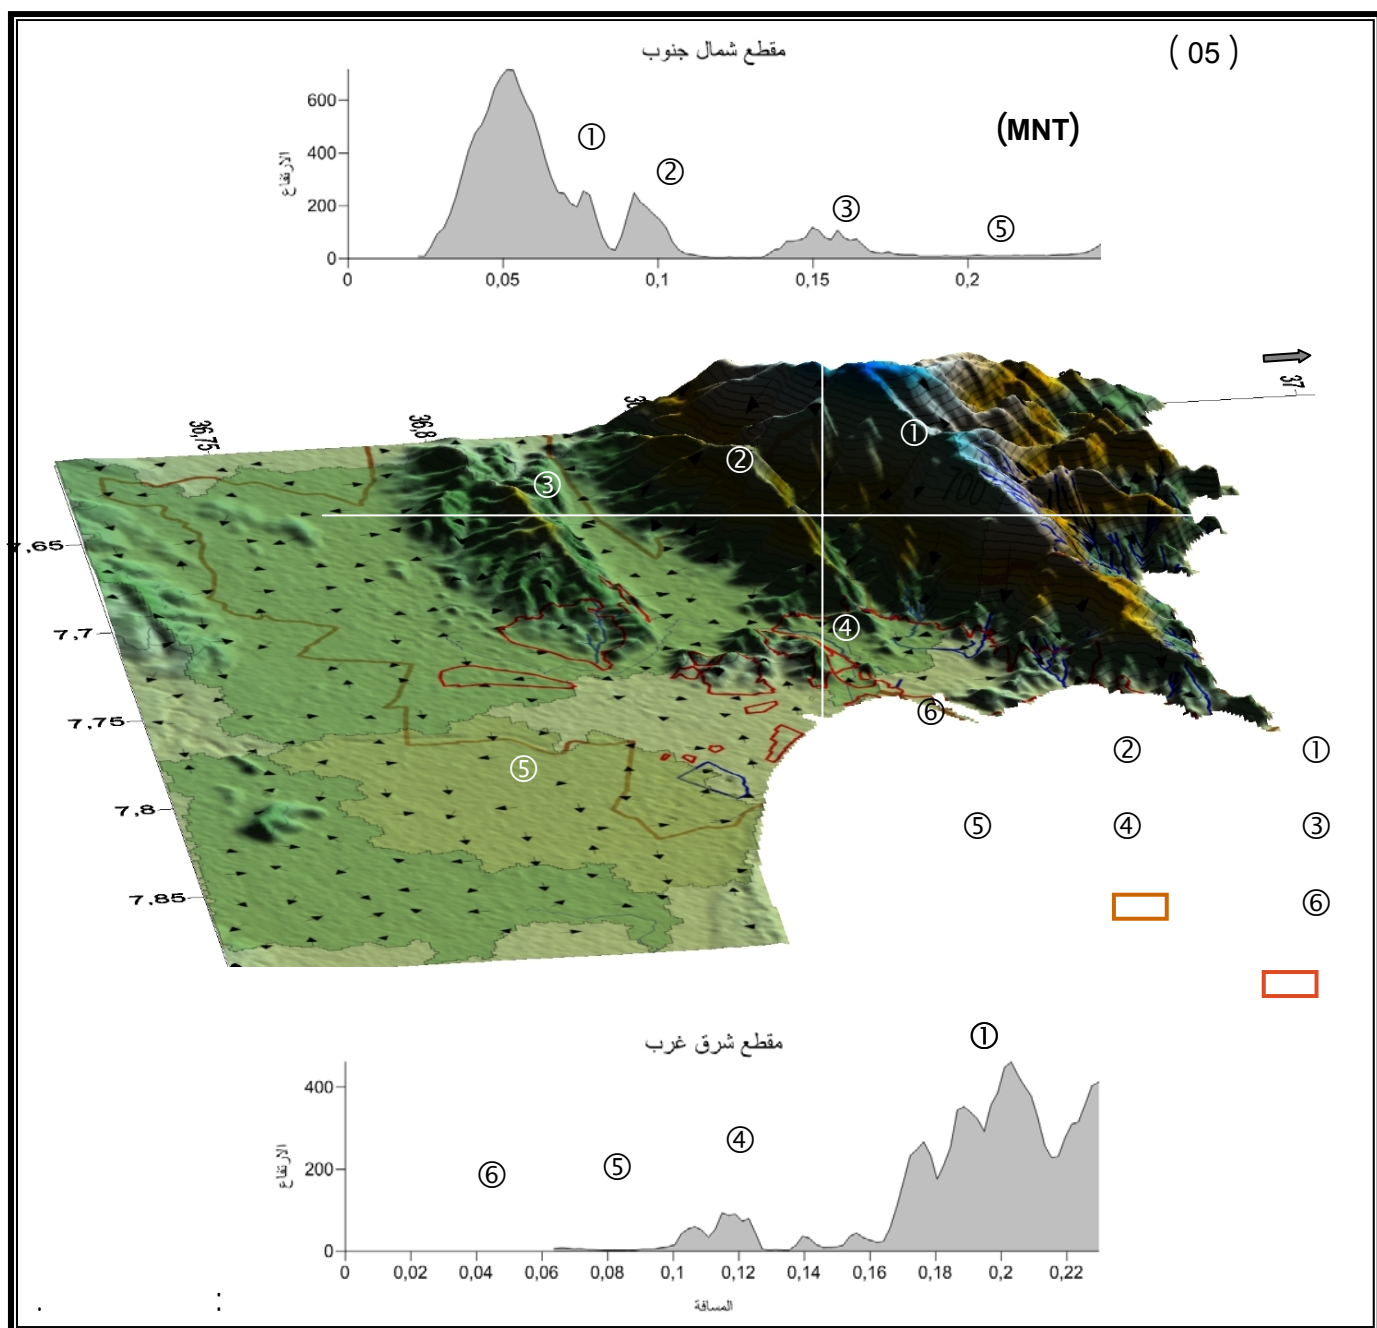 مقطع شمال جنوب
( 05 )
(MNT)
الارتفاع
600
400
200
0
① ② ③ ⑤
0 0,05 0,1 0,15 0,2
37
36,8
36,75
7,65
7,7
7,75
7,8
7,85
700
① ② ③ ④ ⑤ ⑥
① ②
③ ④ ⑤
⑥
مقطع شرق غرب
الارتفاع
400
200
0
① ④ ⑤ ⑥
0 0,02 0,04 0,06 0,08 0,1 0,12 0,14 0,16 0,18 0,2 0,22
المسافة
: .